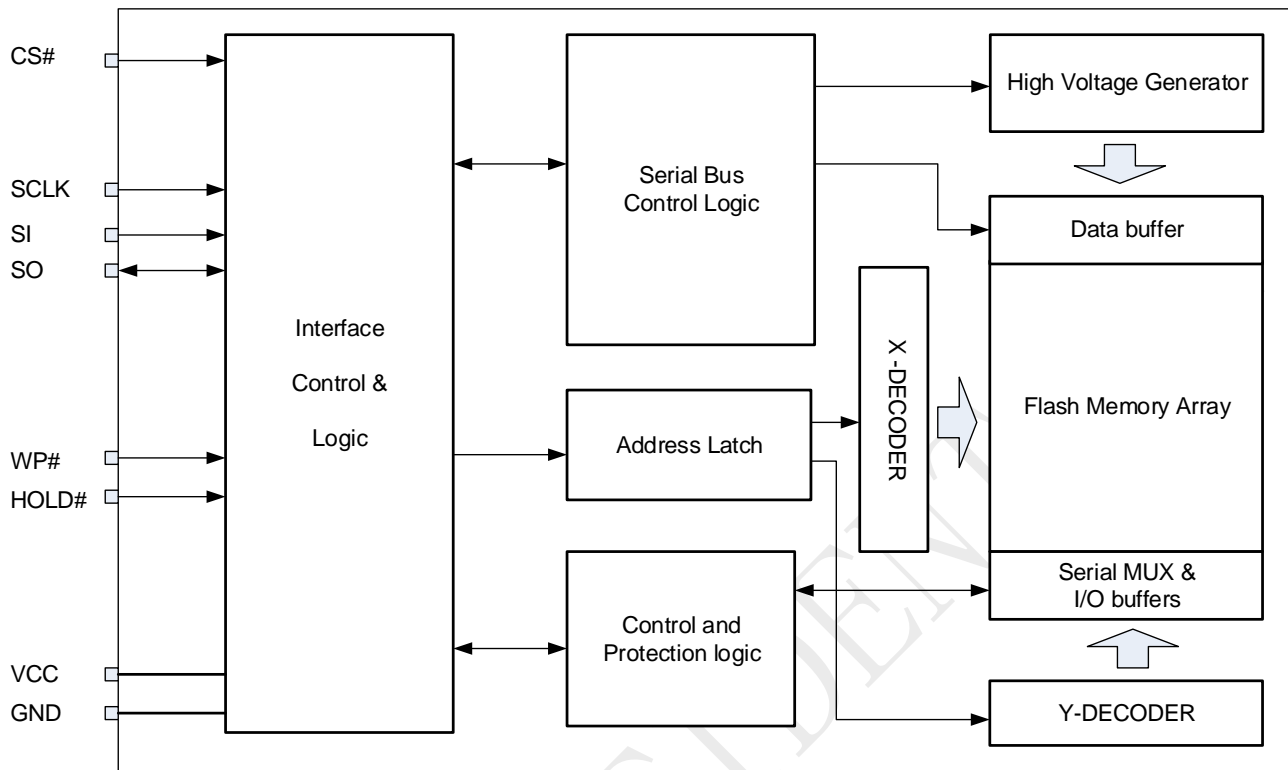 CS#
SCLK
SI
SO
WP#
HOLD#
VCC
GND
Interface
Control &
Logic
Serial Bus
Control Logic
Address Latch
Control and
Protection logic
X -DECODER
High Voltage Generator
Data buffer
Flash Memory Array
Serial MUX &
I/O buffers
Y-DECODER